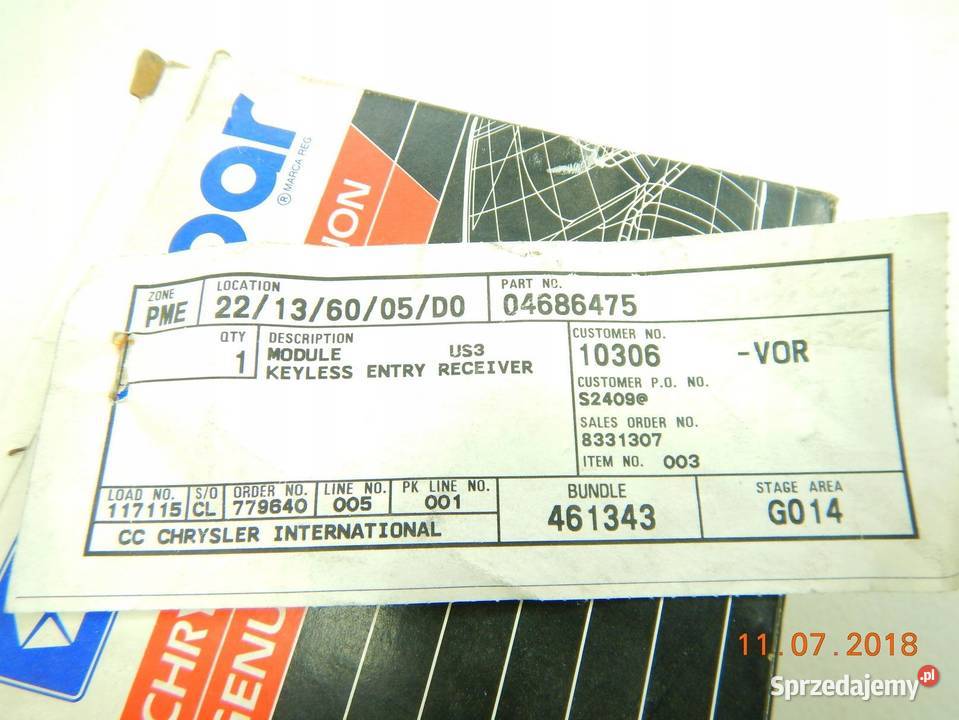 par
® MARCA REG
ZONE
PME
LOCATION
22/13/60/05/D0
PART NO.
04686475
QTY
1
DESCRIPTION
MODULE US3
KEYLESS ENTRY RECEIVER
CUSTOMER NO.
10306 -VOR
CUSTOMER P.O. NO.
S2409@
SALES ORDER NO.
8331307
ITEM NO. 003
LOAD NO.
117115
S/O
CL
ORDER NO.
779640
LINE NO.
005
PK LINE NO.
001
BUNDLE
461343
STAGE AREA
G014
CC CHRYSLER INTERNATIONAL
CHRY
GENU
11.07.2018
Sprzedajemy.pl